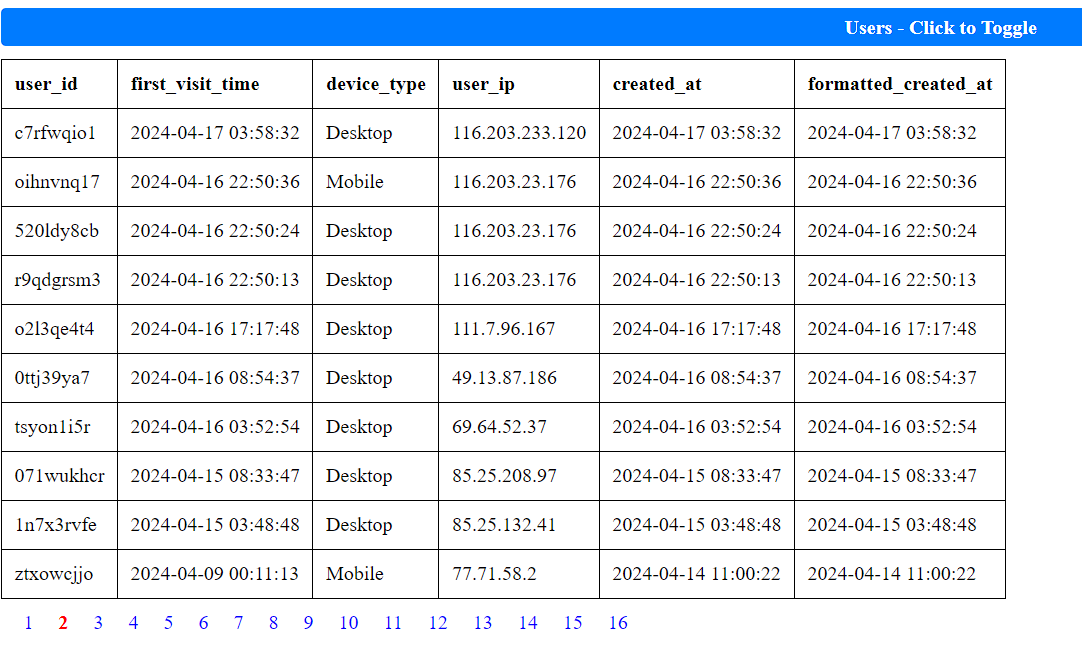 Users - Click to Toggle
user_id first_visit_time device_type user_ip created_at formatted_created_at
c7rfwqio1 2024-04-17 03:58:32 Desktop 116.203.233.120 2024-04-17 03:58:32 2024-04-17 03:58:32
oihnvnq17 2024-04-16 22:50:36 Mobile 116.203.23.176 2024-04-16 22:50:36 2024-04-16 22:50:36
520ldy8cb 2024-04-16 22:50:24 Desktop 116.203.23.176 2024-04-16 22:50:24 2024-04-16 22:50:24
r9qdgrsm3 2024-04-16 22:50:13 Desktop 116.203.23.176 2024-04-16 22:50:13 2024-04-16 22:50:13
o2l3qe4t4 2024-04-16 17:17:48 Desktop 111.7.96.167 2024-04-16 17:17:48 2024-04-16 17:17:48
0ttj39ya7 2024-04-16 08:54:37 Desktop 49.13.87.186 2024-04-16 08:54:37 2024-04-16 08:54:37
tsyon1i5r 2024-04-16 03:52:54 Desktop 69.64.52.37 2024-04-16 03:52:54 2024-04-16 03:52:54
071wukhcr 2024-04-15 08:33:47 Desktop 85.25.208.97 2024-04-15 08:33:47 2024-04-15 08:33:47
1n7x3rvfe 2024-04-15 03:48:48 Desktop 85.25.132.41 2024-04-15 03:48:48 2024-04-15 03:48:48
ztxowcjjo 2024-04-09 00:11:13 Mobile 77.71.58.2 2024-04-14 11:00:22 2024-04-14 11:00:22
1 2 3 4 5 6 7 8 9 10 11 12 13 14 15 16